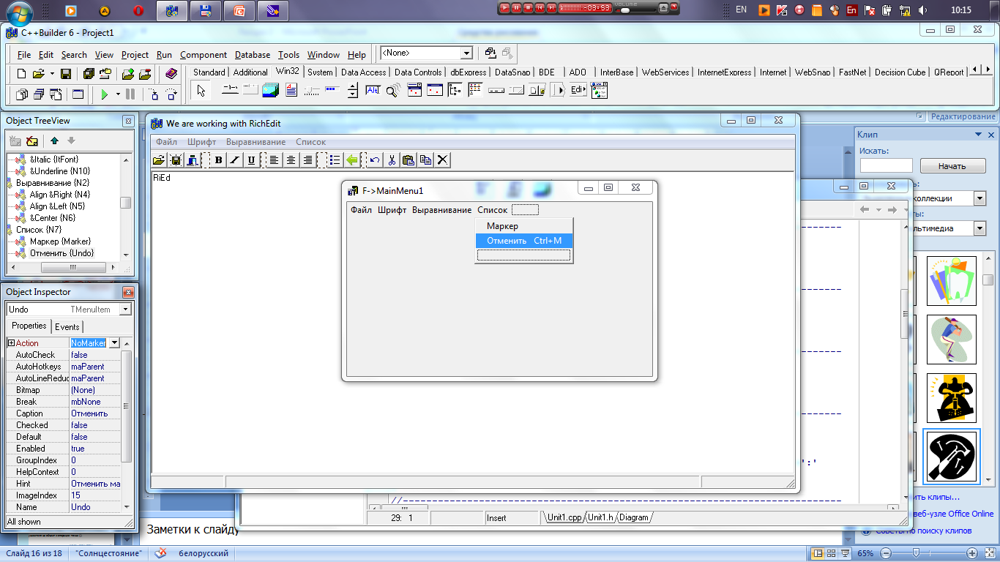 EN
En
10:15
-03:53
VOLUME
C++Builder 6 - Project1
File Edit Search View Project Run Component Database Tools Window Help
<None>
Standard Additional Win32 System Data Access Data Controls dbExpress DataSnap BDE ADO InterBase WebServices InternetExpress Internet WebSnap FastNet Decision Cube QReport
Object TreeView
&Italic {ItFont}
&Underline {N10}
Выравнивание {N2}
Align &Right {N4}
Align &Left {N5}
&Center {N6}
Список {N7}
Маркер {Marker}
Отменить {Undo}
Object Inspector
Undo TMenuItem
Properties Events
Action NoMarker
AutoCheck false
AutoHotkeys maParent
AutoLineReduc maParent
Bitmap (None)
Break mbNone
Caption Отменить
Checked false
Default false
Enabled true
GroupIndex 0
HelpContext 0
Hint Отменить ма
ImageIndex 15
Name Undo
All shown
We are working with RichEdit
Файл Шрифт Выравнивание Список
B I U
RiEd
F->MainMenu1
Файл Шрифт Выравнивание Список
Маркер
Отменить Ctrl+M
Редактирование
Клип
Искать:
Начать
коллекции
льтимедиа
':'
//
29: 1
Insert
Unit1.cpp Unit1.h Diagram
ить клипы...
веб-узле Office Online
Советы по поиску клипов
Заметки к слайду
Слайд 16 из 18
"Солнцестояние"
белорусский
65%